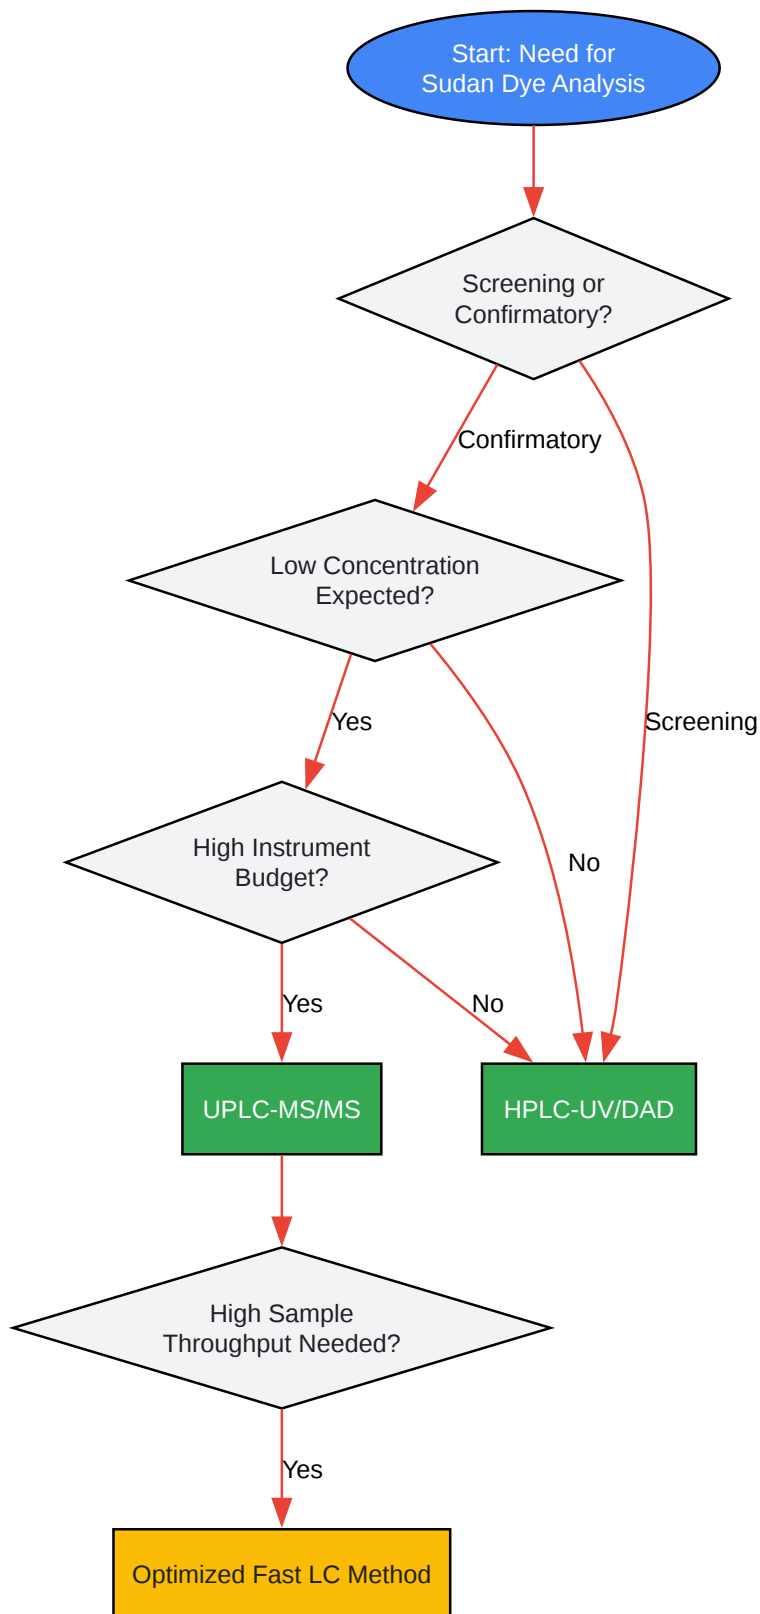 Start: Need for
Sudan Dye Analysis
Screening or
Confirmatory?
Confirmatory
Low Concentration
Expected?
Screening
Yes
No
High Instrument
Budget?
Yes
No
UPLC-MS/MS
HPLC-UV/DAD
High Sample
Throughput Needed?
Yes
Optimized Fast LC Method